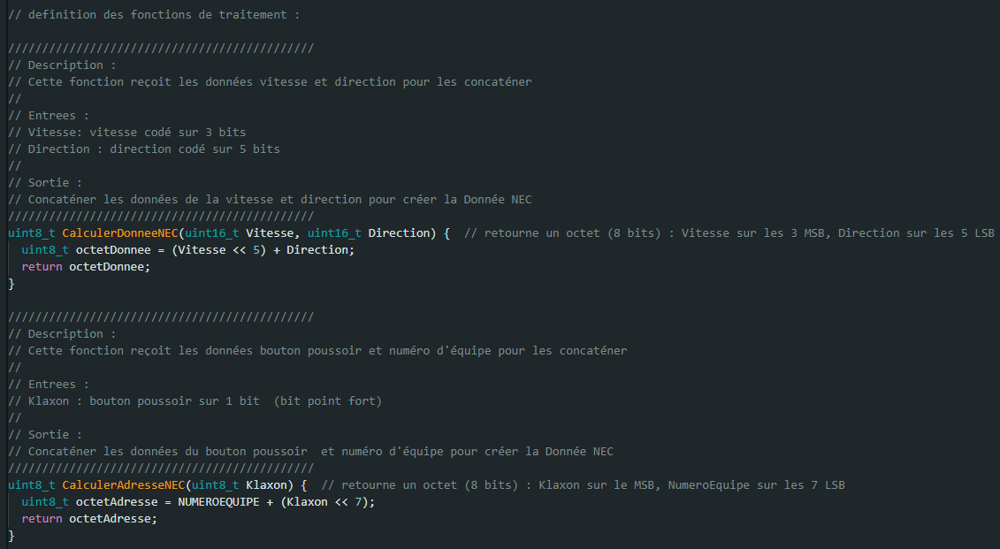 // definition des fonctions de traitement :
/////////////////////////////////////////////
// Description :
// Cette fonction reçoit les données vitesse et direction pour les concaténer
//
// Entrees :
// Vitesse: vitesse codé sur 3 bits
// Direction : direction codé sur 5 bits
//
// Sortie :
// Concaténer les données de la vitesse et direction pour créer la Donnée NEC
/////////////////////////////////////////////
uint8_t CalculerDonneeNEC(uint16_t Vitesse, uint16_t Direction) {  // retourne un octet (8 bits) : Vitesse sur les 3 MSB, Direction sur les 5 LSB
  uint8_t octetDonnee = (Vitesse << 5) + Direction;
  return octetDonnee;
}
/////////////////////////////////////////////
// Description :
// Cette fonction reçoit les données bouton poussoir et numéro d'équipe pour les concaténer
//
// Entrees :
// Klaxon : bouton poussoir sur 1 bit  (bit point fort)
//
// Sortie :
// Concaténer les données du bouton poussoir  et numéro d'équipe pour créer la Donnée NEC
/////////////////////////////////////////////
uint8_t CalculerAdresseNEC(uint8_t Klaxon) {  // retourne un octet (8 bits) : Klaxon sur le MSB, NumeroEquipe sur les 7 LSB
  uint8_t octetAdresse = NUMEROEQUIPE + (Klaxon << 7);
  return octetAdresse;
}